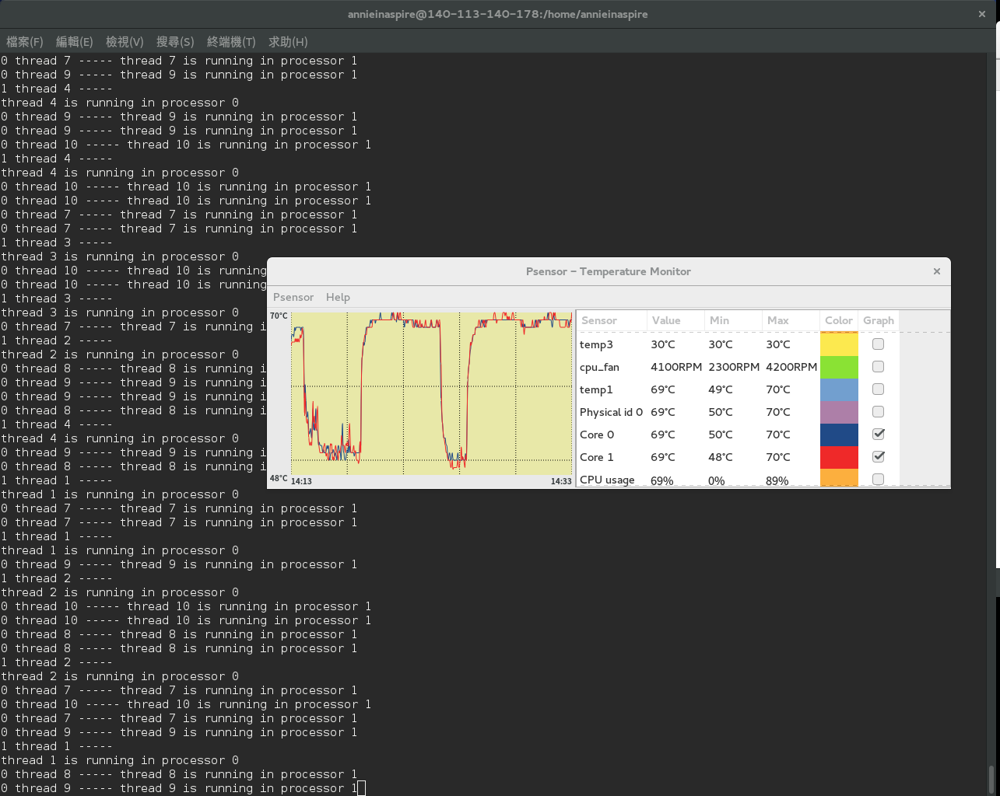 annieinaspire@140-113-140-178:/home/annieinaspire
檔案(F) 編輯(E) 檢視(V) 搜尋(S) 終端機(T) 求助(H)
0 thread 7 ----- thread 7 is running in processor 1
0 thread 9 ----- thread 9 is running in processor 1
1 thread 4 -----
thread 4 is running in processor 0
0 thread 9 ----- thread 9 is running in processor 1
0 thread 9 ----- thread 9 is running in processor 1
0 thread 10 ----- thread 10 is running in processor 1
1 thread 4 -----
thread 4 is running in processor 0
0 thread 10 ----- thread 10 is running in processor 1
0 thread 10 ----- thread 10 is running in processor 1
0 thread 7 ----- thread 7 is running in processor 1
0 thread 7 ----- thread 7 is running in processor 1
1 thread 3 -----
thread 3 is running in processor 0
0 thread 10 ----- thread 10 is running
0 thread 10 ----- thread 10 is running
1 thread 3 -----
thread 3 is running in processor 0
0 thread 7 ----- thread 7 is running i
1 thread 2 -----
thread 2 is running in processor 0
0 thread 8 ----- thread 8 is running i
0 thread 9 ----- thread 9 is running i
0 thread 9 ----- thread 9 is running i
0 thread 8 ----- thread 8 is running i
1 thread 4 -----
thread 4 is running in processor 0
0 thread 9 ----- thread 9 is running i
0 thread 8 ----- thread 8 is running i
1 thread 1 -----
thread 1 is running in processor 0
0 thread 7 ----- thread 7 is running in processor 1
0 thread 7 ----- thread 7 is running in processor 1
1 thread 1 -----
thread 1 is running in processor 0
0 thread 9 ----- thread 9 is running in processor 1
1 thread 2 -----
thread 2 is running in processor 0
0 thread 10 ----- thread 10 is running in processor 1
0 thread 10 ----- thread 10 is running in processor 1
0 thread 8 ----- thread 8 is running in processor 1
0 thread 8 ----- thread 8 is running in processor 1
1 thread 2 -----
thread 2 is running in processor 0
0 thread 7 ----- thread 7 is running in processor 1
0 thread 10 ----- thread 10 is running in processor 1
0 thread 7 ----- thread 7 is running in processor 1
0 thread 9 ----- thread 9 is running in processor 1
1 thread 1 -----
thread 1 is running in processor 0
0 thread 8 ----- thread 8 is running in processor 1
0 thread 9 ----- thread 9 is running in processor 1
Psensor – Temperature Monitor
Psensor Help
70°C
48°C
14:13 14:33
Sensor Value Min Max Color Graph
temp3 30°C 30°C 30°C
cpu_fan 4100RPM 2300RPM 4200RPM
temp1 69°C 49°C 70°C
Physical id 0 69°C 50°C 70°C
Core 0 69°C 50°C 70°C
Core 1 69°C 48°C 70°C
CPU usage 69% 0% 89%